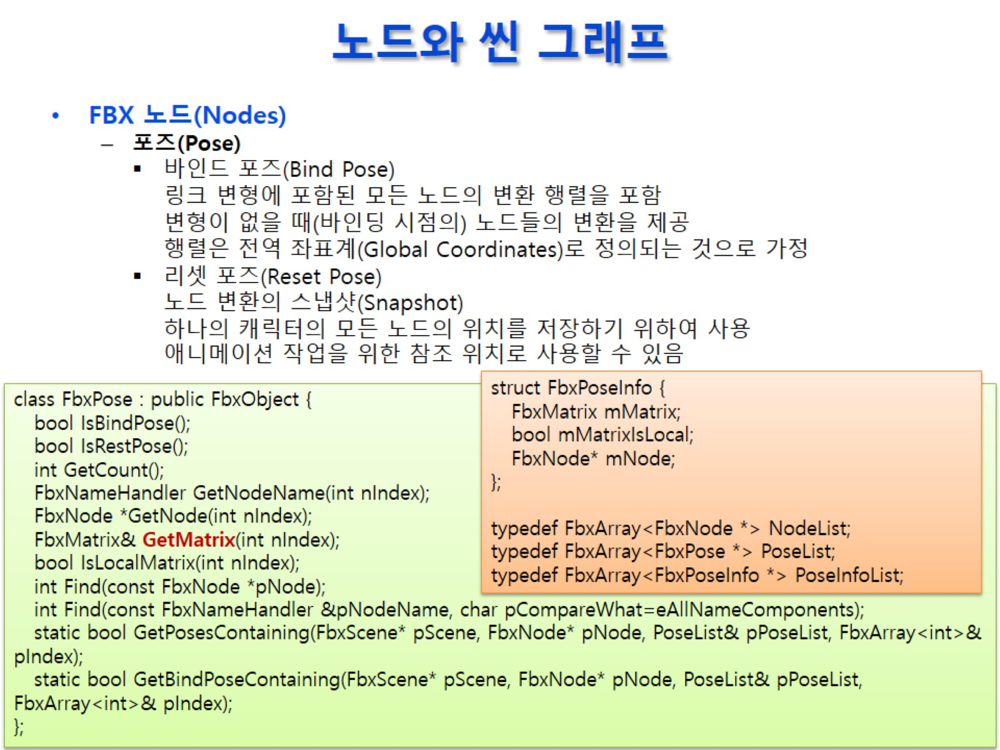 노드와 씬 그래프
• FBX 노드(Nodes)
– 포즈(Pose)
▪ 바인드 포즈(Bind Pose)
링크 변형에 포함된 모든 노드의 변환 행렬을 포함
변형이 없을 때(바인딩 시점의) 노드들의 변환을 제공
행렬은 전역 좌표계(Global Coordinates)로 정의되는 것으로 가정
▪ 리셋 포즈(Reset Pose)
노드 변환의 스냅샷(Snapshot)
하나의 캐릭터의 모든 노드의 위치를 저장하기 위하여 사용
애니메이션 작업을 위한 참조 위치로 사용할 수 있음
class FbxPose : public FbxObject {
bool IsBindPose();
bool IsRestPose();
int GetCount();
FbxNameHandler GetNodeName(int nIndex);
FbxNode *GetNode(int nIndex);
FbxMatrix& GetMatrix(int nIndex);
bool IsLocalMatrix(int nIndex);
int Find(const FbxNode *pNode);
int Find(const FbxNameHandler &pNodeName, char pCompareWhat=eAllNameComponents);
static bool GetPosesContaining(FbxScene* pScene, FbxNode* pNode, PoseList& pPoseList, FbxArray<int>&
pIndex);
static bool GetBindPoseContaining(FbxScene* pScene, FbxNode* pNode, PoseList& pPoseList,
FbxArray<int>& pIndex);
};
struct FbxPoseInfo {
FbxMatrix mMatrix;
bool mMatrixIsLocal;
FbxNode* mNode;
};
typedef FbxArray<FbxNode *> NodeList;
typedef FbxArray<FbxPose *> PoseList;
typedef FbxArray<FbxPoseInfo *> PoseInfoList;